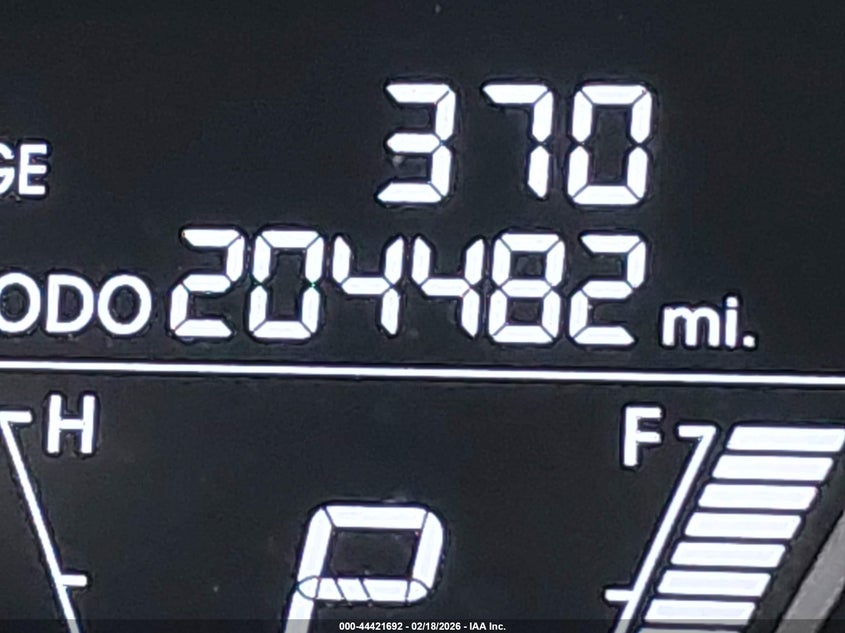 GE 370
ODO 204482 mi.
H F
P
000-44421692 - 02/18/2026 - IAA Inc.